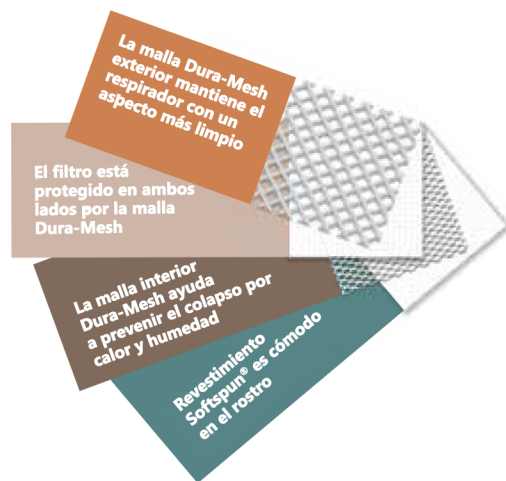 La malla Dura-Mesh
exterior mantiene el
respirador con un
aspecto más limpio
El filtro está
protegido en ambos
lados por la malla
Dura-Mesh
La malla interior
Dura-Mesh ayuda
a prevenir el colapso por
calor y humedad
Revestimiento
Softspun® es cómodo
en el rostro